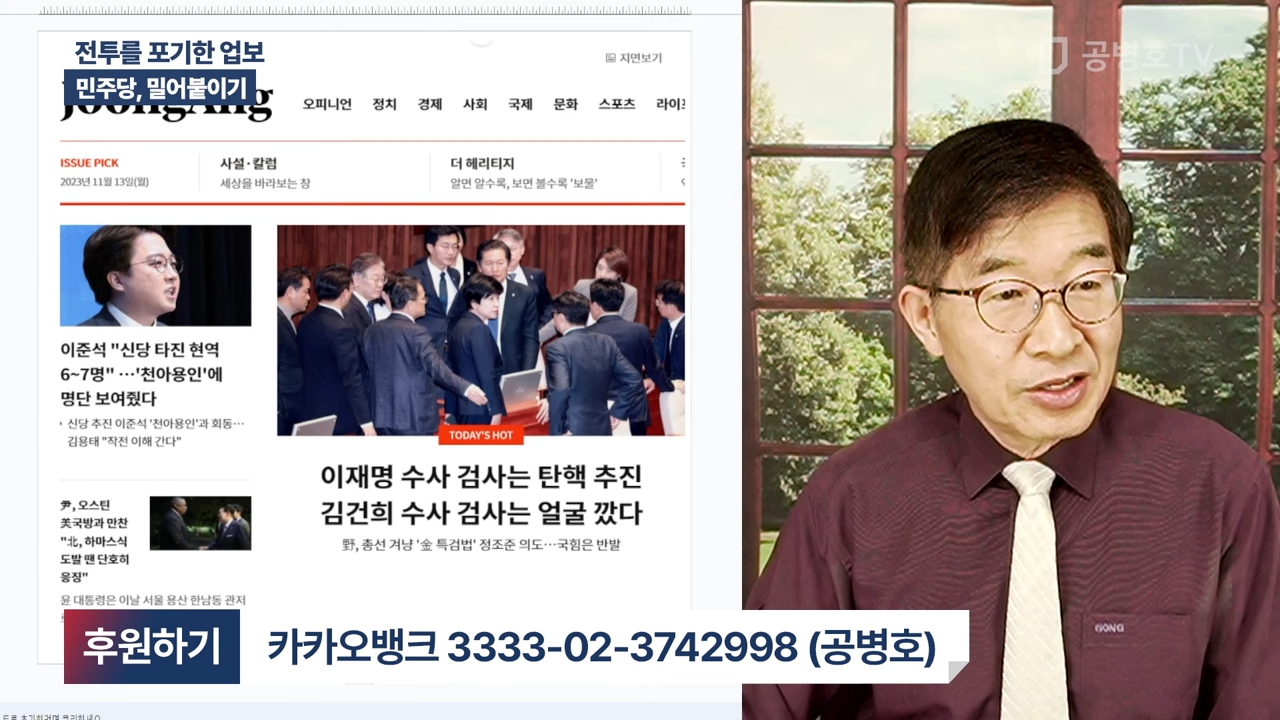 전투를 포기한 업보
민주당, 밀어붙이기
지면보기
공병호TV
JoongAng
오피니언 정치 경제 사회 국제 문화 스포츠
ISSUE PICK
2023년 11월 13일(월)
사설·칼럼
세상을 바라보는 창
더 헤리티지
알면 알수록, 보면 볼수록 '보물'
이준석 "신당 타진 현역
6~7명" …'천아용인'에
명단 보여줬다
신당 추진 이준석 '천아용인'과 회동…
김용태 "작전 이해 간다"
TODAY'S HOT
이재명 수사 검사는 탄핵 추진
김건희 수사 검사는 얼굴 깠다
野, 총선 겨냥 '金 특검법' 정조준 의도…국힘은 반발
尹, 오스틴
美국방과 만찬
"北, 하마스식
도발 땐 단호히
응징"
윤 대통령은 이날 서울 용산 한남동 관저
GONG
후원하기
카카오뱅크 3333-02-3742998 (공병호)